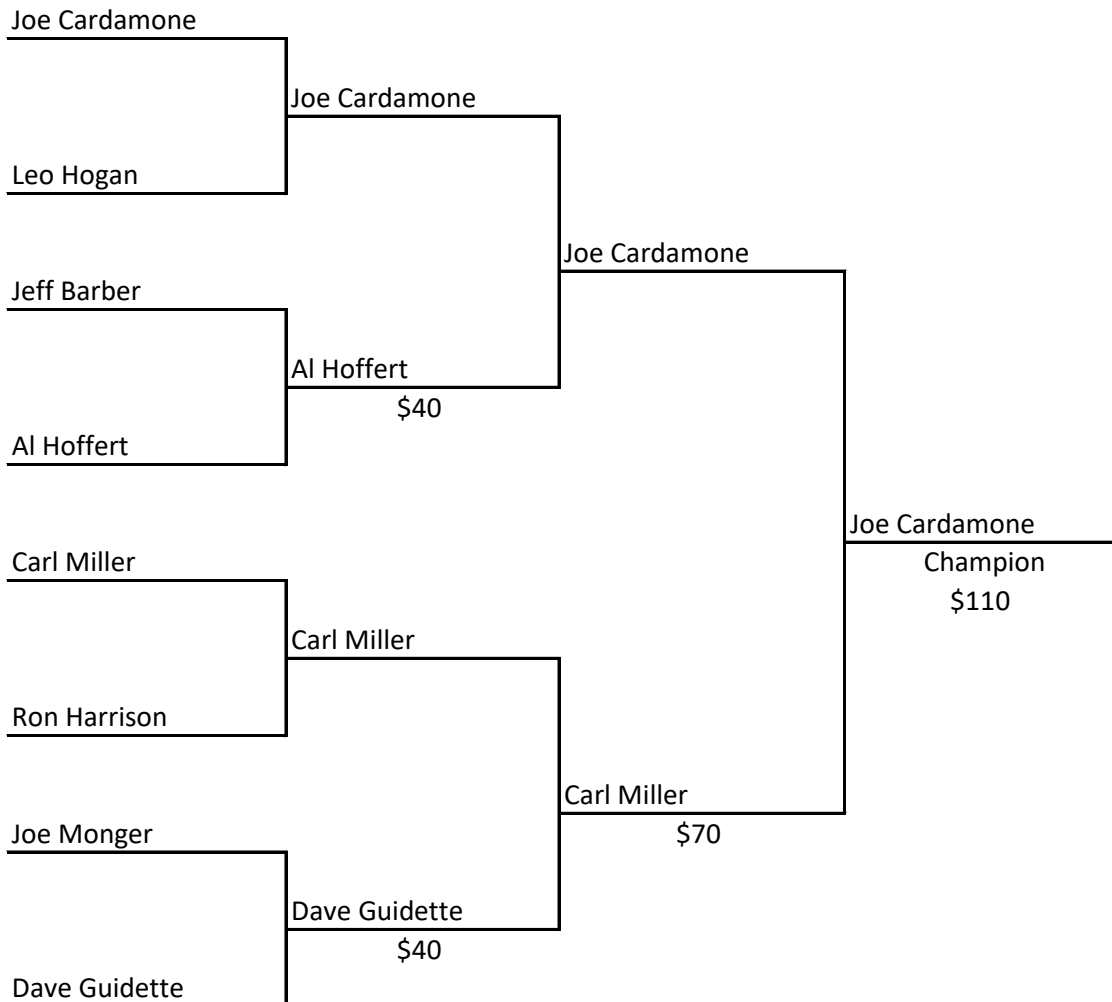 Joe Cardamone
Joe Cardamone
Leo Hogan
Joe Cardamone
Jeff Barber
Al Hoffert
$40
Al Hoffert
Joe Cardamone
Carl Miller
Champion
$110
Carl Miller
Ron Harrison
Carl Miller
Joe Monger
$70
Dave Guidette
$40
Dave Guidette